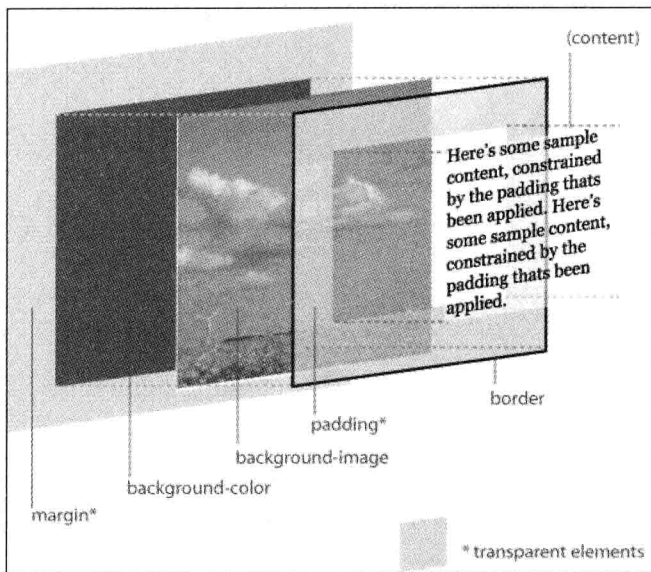 (content)
Here's some sample
content, constrained
by the padding thats
been applied. Here's
some sample content,
constrained by the
padding thats been
applied.
border
padding*
background-image
background-color
margin*
* transparent elements